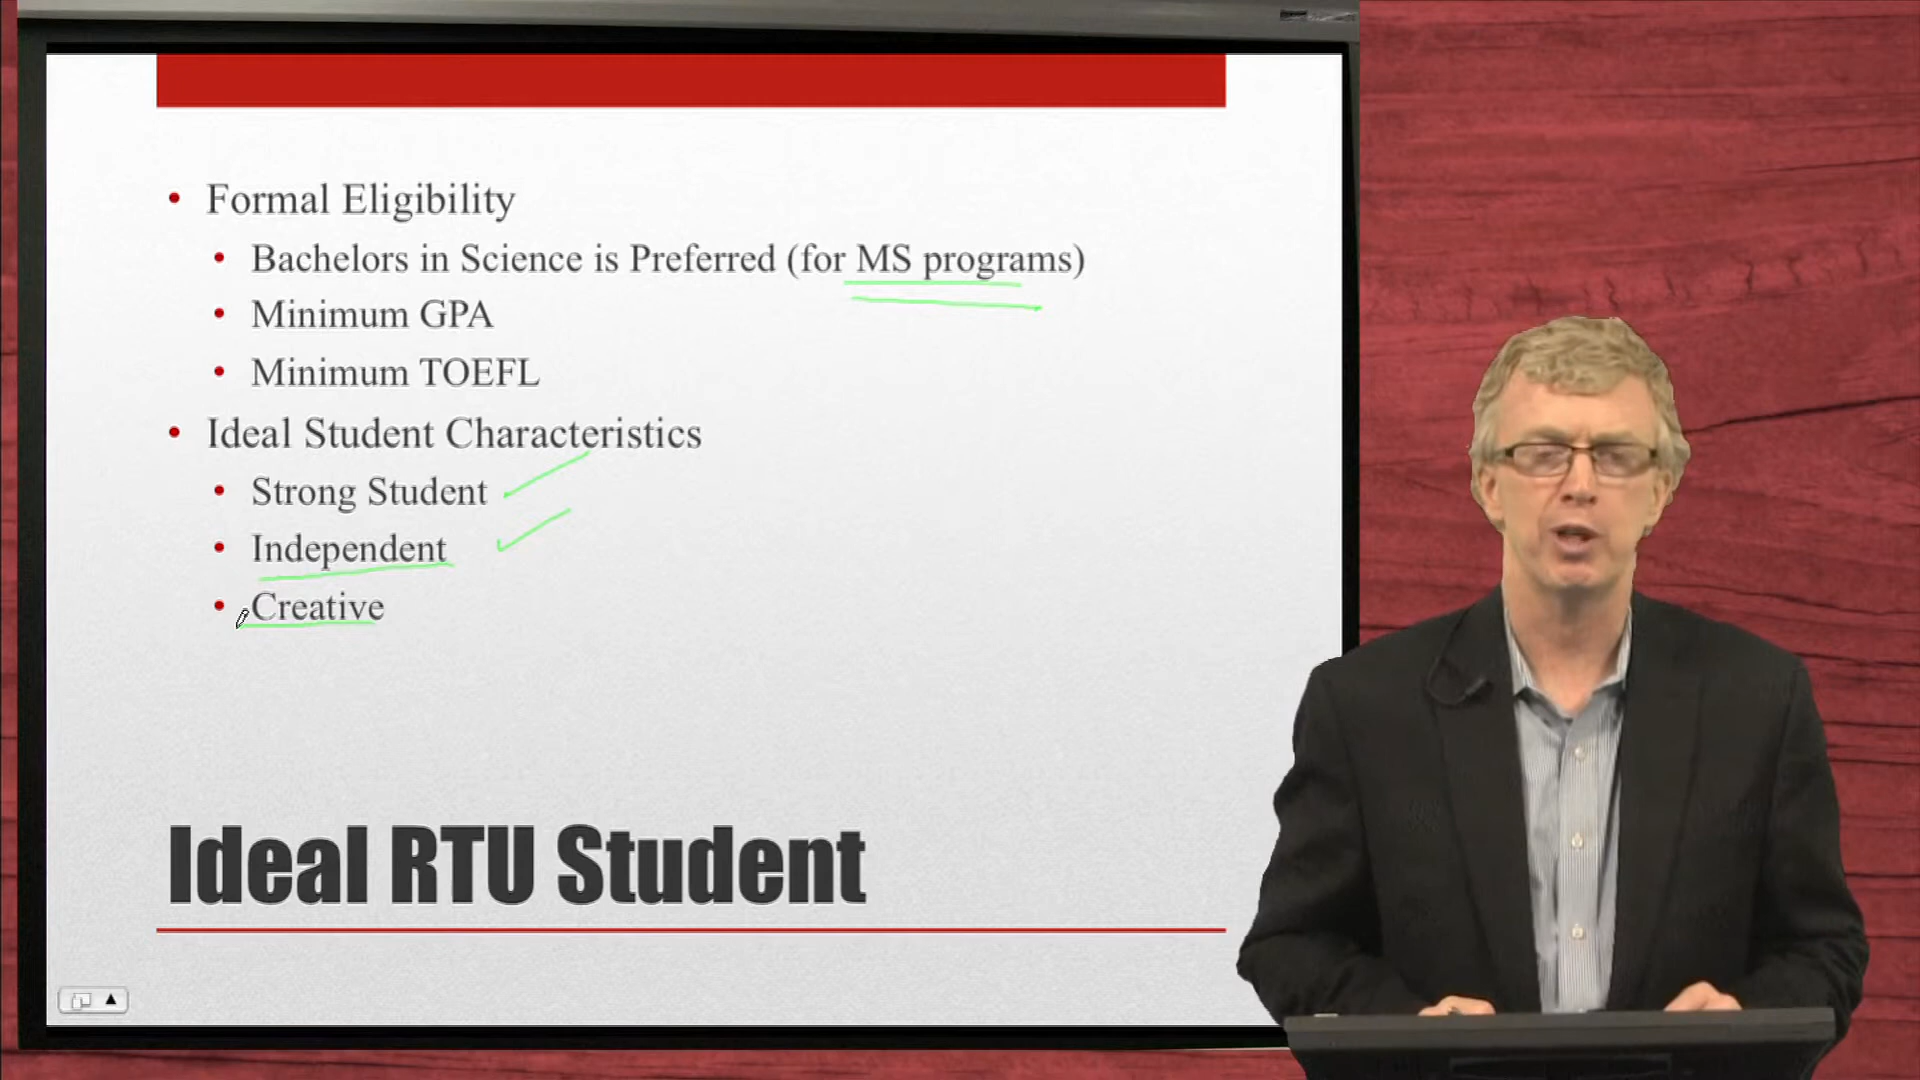 Formal Eligibility
Bachelors in Science is Preferred (for MS programs)
Minimum GPA
Minimum TOEFL
Ideal Student Characteristics
Strong Student
Independent
Creative
Ideal RTU Student